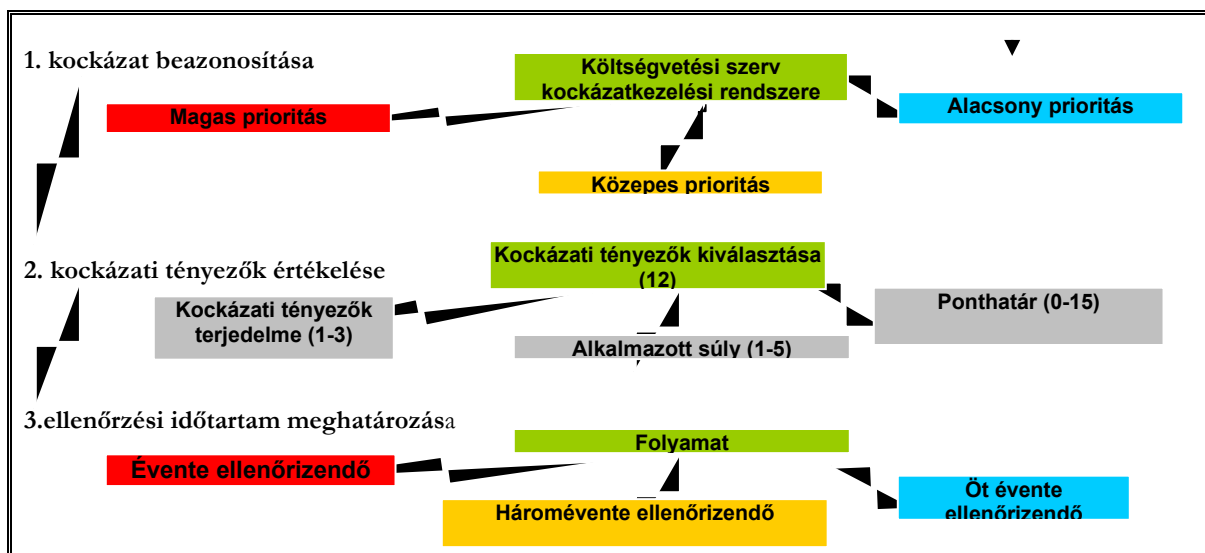 1. kockázat beazonosítása
Költségvetési szerv
kockázatkezelési rendszere
Magas prioritás
Alacsony prioritás
Közepes prioritás
2. kockázati tényezők értékelése
Kockázati tényezők kiválasztása
(12)
Kockázati tényezők
terjedelme (1-3)
Ponthatár (0-15)
Alkalmazott súly (1-5)
3.ellenőrzési időtartam meghatározása
Folyamat
Évente ellenőrizendő
Háromévente ellenőrizendő
Öt évente
ellenőrizendő